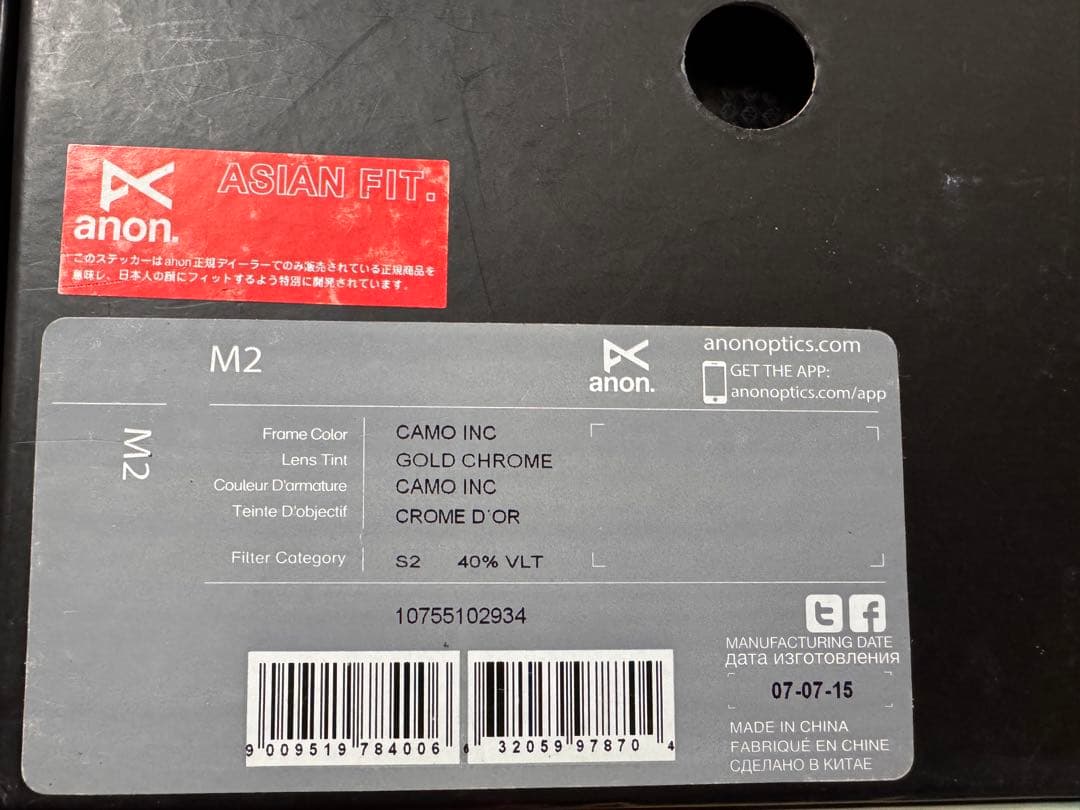 ASIAN FIT.
anon.
このステッカーはanon正規デイーラーでのみ販売されている正規商品を
意味し、日本人の顔にフィットするよう特別に開発されています。
M2
anon.
anonoptics.com
GET THE APP:
anonoptics.com/app
M2
Frame Color CAMO INC
Lens Tint GOLD CHROME
Couleur D'armature CAMO INC
Teinte D'objectif CROME D'OR
Filter Category S2 40% VLT
10755102934
9 009519 784006
6 32059 97870 4
MANUFACTURING DATE
дата изготовления
07-07-15
MADE IN CHINA
FABRIQUÉ EN CHINE
СДЕЛАНО В КИТАЕ